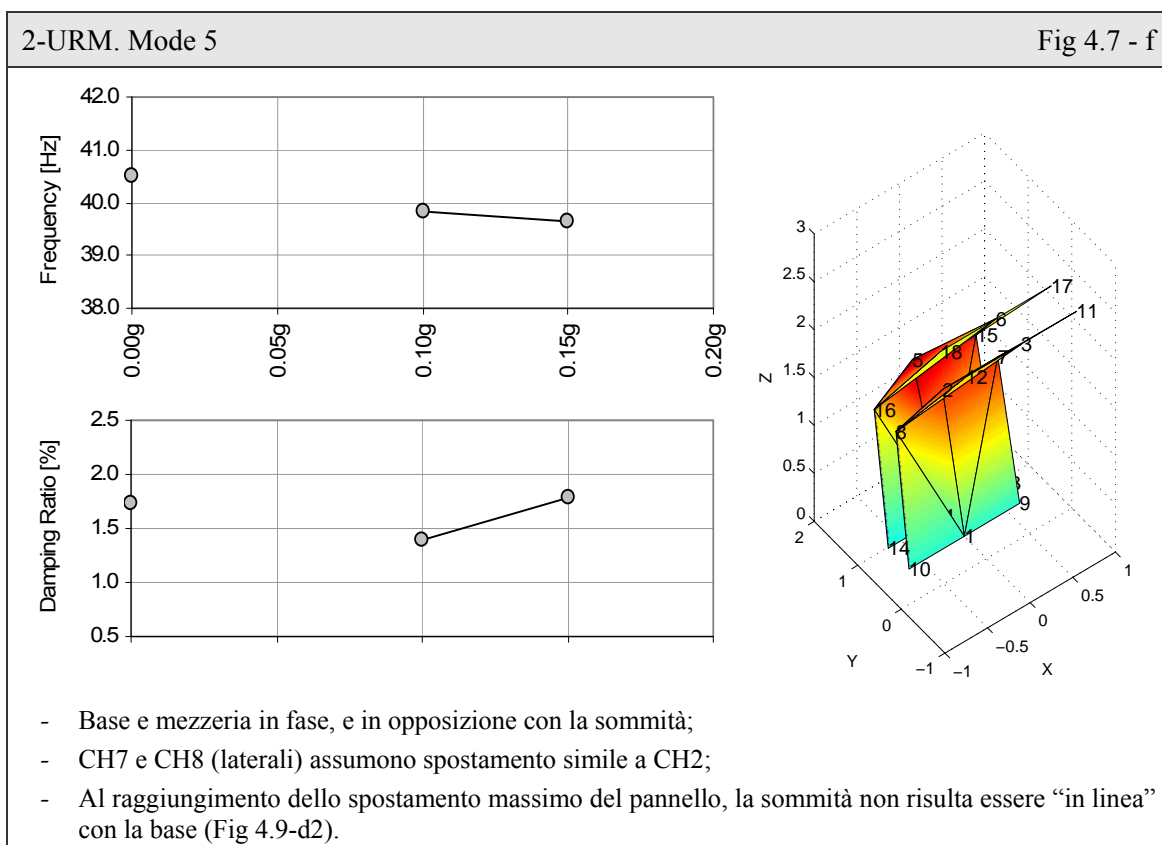 2-URM. Mode 5
Fig 4.7 - f
42.0
41.0
40.0
39.0
38.0
Frequency [Hz]
0.00g
0.05g
0.10g
0.15g
0.20g
2.5
2.0
1.5
1.0
0.5
Damping Ratio [%]
3
2.5
2
1.5
1
0.5
0
Z
2
1
0
−1
Y
−1
−0.5
0
0.5
1
X
17
11
6
15
3
5
18
7
12
2
16
8
9
1
14
10
- Base e mezzeria in fase, e in opposizione con la sommità;
- CH7 e CH8 (laterali) assumono spostamento simile a CH2;
- Al raggiungimento dello spostamento massimo del pannello, la sommità non risulta essere “in linea”
con la base (Fig 4.9-d2).